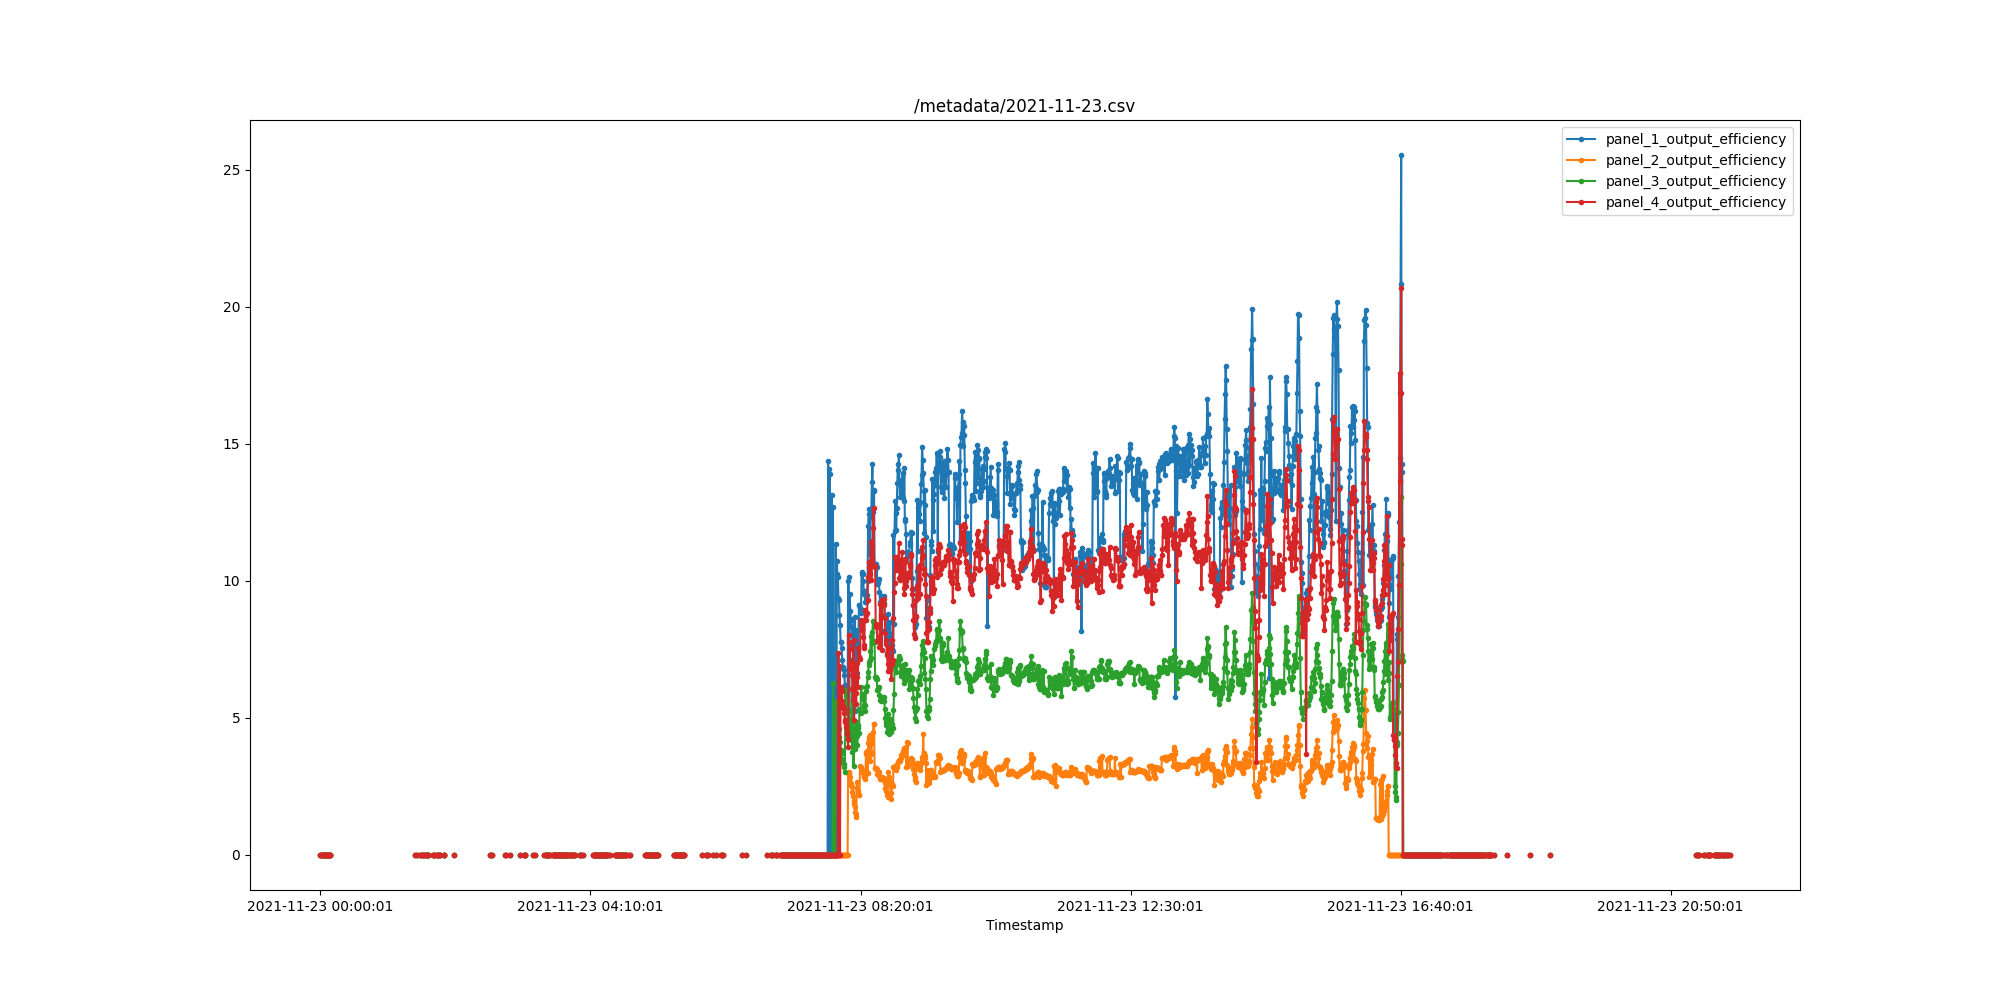 /metadata/2021-11-23.csv
panel_1_output_efficiency
panel_2_output_efficiency
panel_3_output_efficiency
panel_4_output_efficiency
25
20
15
10
5
0
2021-11-23 00:00:01 2021-11-23 04:10:01 2021-11-23 08:20:01 2021-11-23 12:30:01 2021-11-23 16:40:01 2021-11-23 20:50:01
Timestamp